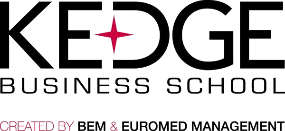 KEDGE
BUSINESS SCHOOL
CREATED BY BEM & EUROMED MANAGEMENT